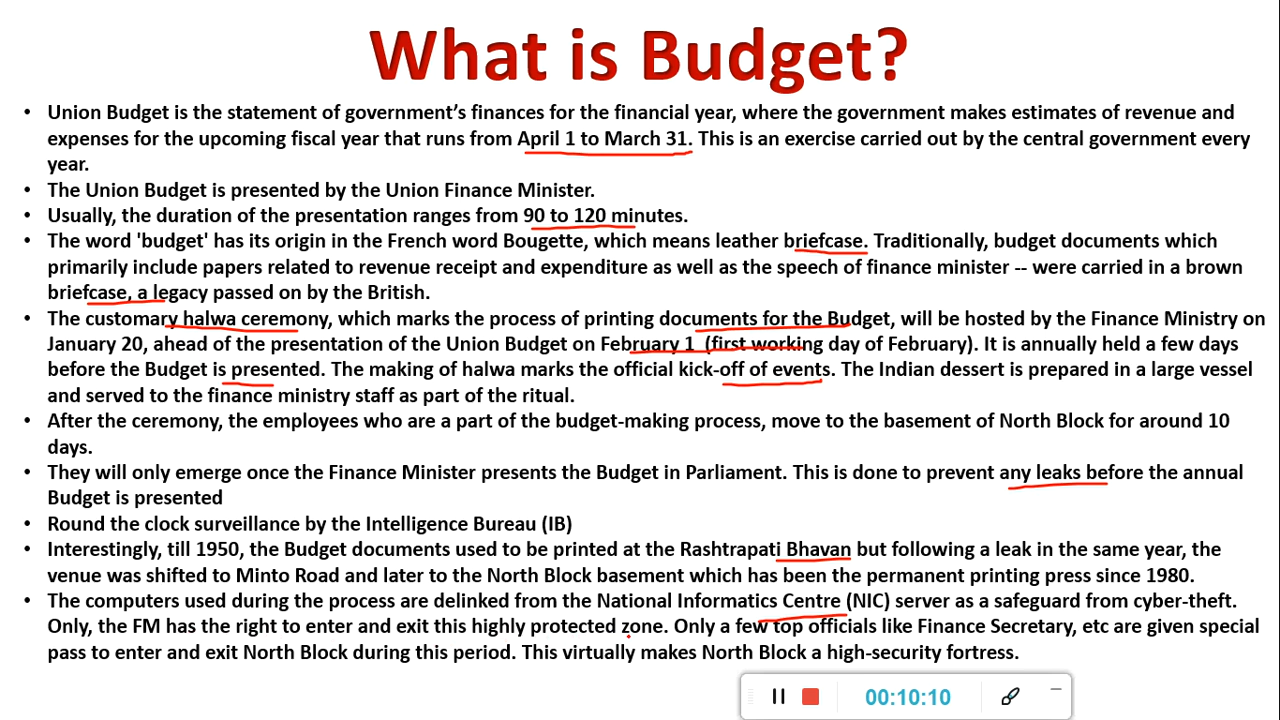 What is Budget?
• Union Budget is the statement of government's finances for the financial year, where the government makes estimates of revenue and
expenses for the upcoming fiscal year that runs from April 1 to March 31. This is an exercise carried out by the central government every
year.
• The Union Budget is presented by the Union Finance Minister.
• Usually, the duration of the presentation ranges from 90 to 120 minutes.
• The word 'budget' has its origin in the French word Bougette, which means leather briefcase. Traditionally, budget documents which
primarily include papers related to revenue receipt and expenditure as well as the speech of finance minister -- were carried in a brown
briefcase, a legacy passed on by the British.
• The customary halwa ceremony, which marks the process of printing documents for the Budget, will be hosted by the Finance Ministry on
January 20, ahead of the presentation of the Union Budget on February 1 (first working day of February). It is annually held a few days
before the Budget is presented. The making of halwa marks the official kick-off of events. The Indian dessert is prepared in a large vessel
and served to the finance ministry staff as part of the ritual.
• After the ceremony, the employees who are a part of the budget-making process, move to the basement of North Block for around 10
days.
• They will only emerge once the Finance Minister presents the Budget in Parliament. This is done to prevent any leaks before the annual
Budget is presented
• Round the clock surveillance by the Intelligence Bureau (IB)
• Interestingly, till 1950, the Budget documents used to be printed at the Rashtrapati Bhavan but following a leak in the same year, the
venue was shifted to Minto Road and later to the North Block basement which has been the permanent printing press since 1980.
• The computers used during the process are delinked from the National Informatics Centre (NIC) server as a safeguard from cyber-theft.
Only, the FM has the right to enter and exit this highly protected zone. Only a few top officials like Finance Secretary, etc are given special
pass to enter and exit North Block during this period. This virtually makes North Block a high-security fortress.
00:10:10